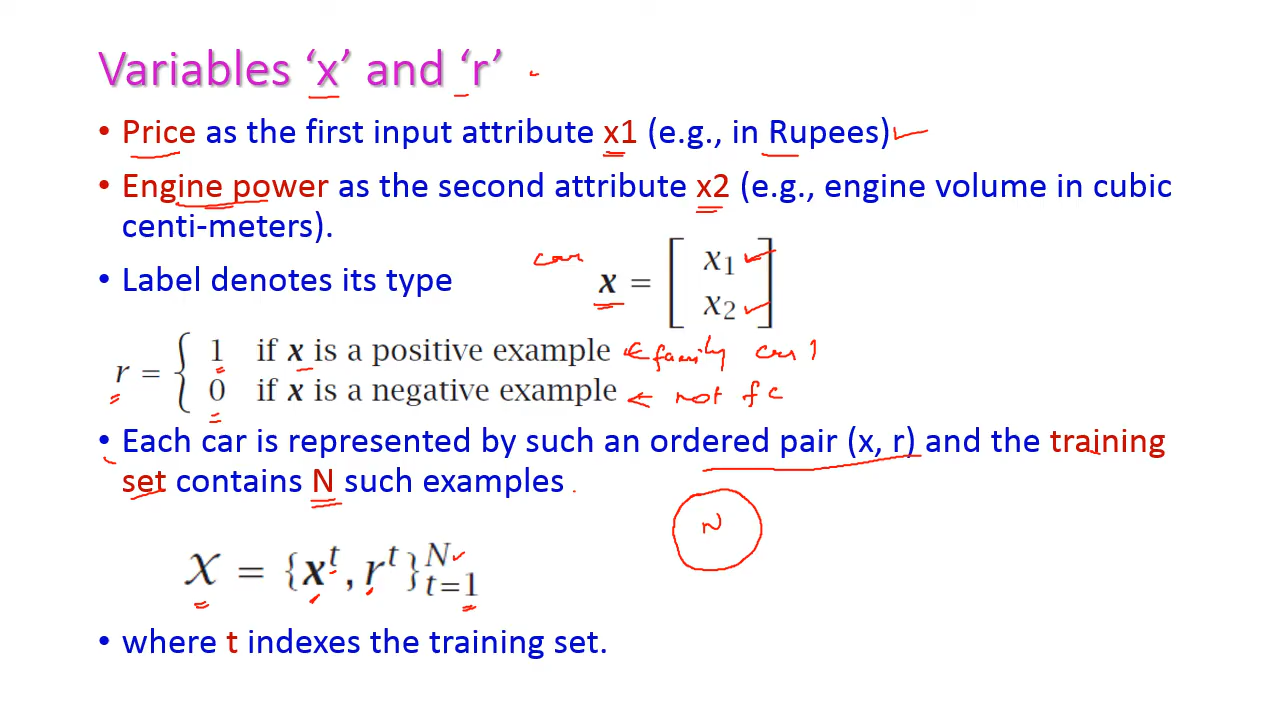 Variables ‘x’ and ‘r’
• Price as the first input attribute x1 (e.g., in Rupees)
• Engine power as the second attribute x2 (e.g., engine volume in cubic
centi-meters).
car
• Label denotes its type
x = [ x1
x2 ]
r = { 1 if x is a positive example ← family car 1
0 if x is a negative example ← not fc
• Each car is represented by such an ordered pair (x, r) and the training
set contains N such examples
N
X = {x^t, r^t}_{t=1}^N
• where t indexes the training set.